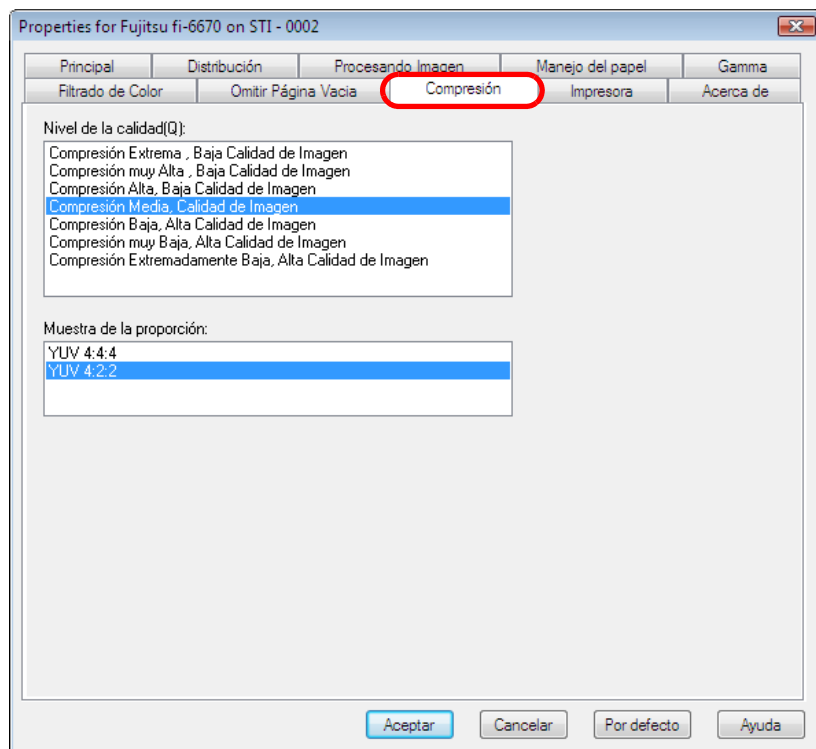 Properties for Fujitsu fi-6670 on STI - 0002
Principal Distribución Procesando Imagen Manejo del papel Gamma
Filtrado de Color Omitir Página Vacia Compresión Impresora Acerca de
Nivel de la calidad(Q):
Compresión Extrema , Baja Calidad de Imagen
Compresión muy Alta , Baja Calidad de Imagen
Compresión Alta, Baja Calidad de Imagen
Compresión Media, Calidad de Imagen
Compresión Baja, Alta Calidad de Imagen
Compresión muy Baja, Alta Calidad de Imagen
Compresión Extremadamente Baja, Alta Calidad de Imagen
Muestra de la proporción:
YUV 4:4:4
YUV 4:2:2
Aceptar Cancelar Por defecto Ayuda